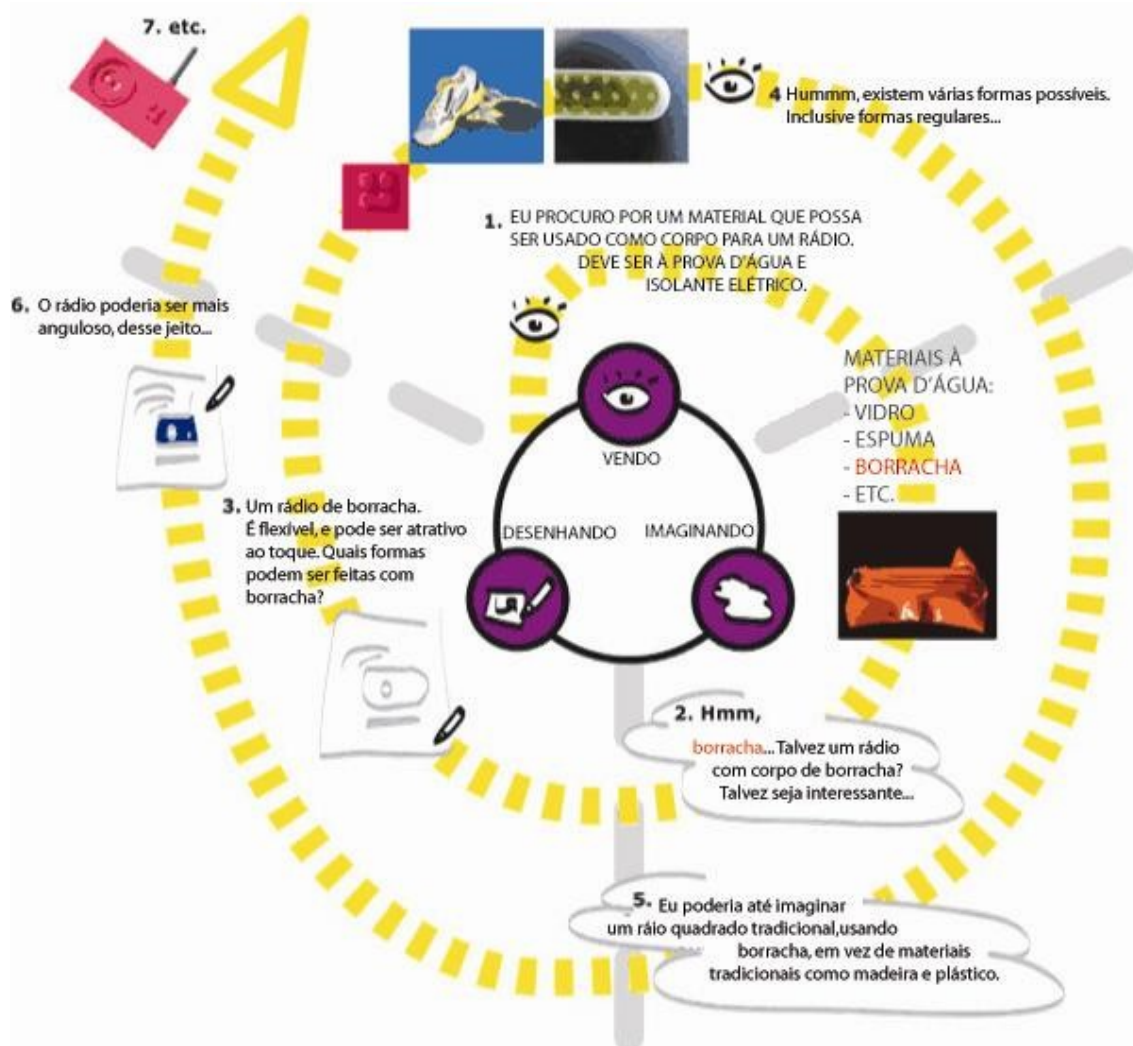 7. etc.
4 Hummm, existem várias formas possíveis.
Inclusive formas regulares...
1. EU PROCURO POR UM MATERIAL QUE POSSA
SER USADO COMO CORPO PARA UM RÁDIO.
DEVE SER À PROVA D'ÁGUA E
ISOLANTE ELÉTRICO.
6. O rádio poderia ser mais
anguloso, desse jeito...
MATERIAIS À
PROVA D'ÁGUA:
- VIDRO
- ESPUMA
- BORRACHA
- ETC.
VENDO
3. Um rádio de borracha.
É flexível, e pode ser atrativo
ao toque. Quais formas
podem ser feitas com
borracha?
DESENHANDO
IMAGINANDO
2. Hmm,
borracha... Talvez um rádio
com corpo de borracha?
Talvez seja interessante...
5. Eu poderia até imaginar
um ráio quadrado tradicional, usando
borracha, em vez de materiais
tradicionais como madeira e plástico.